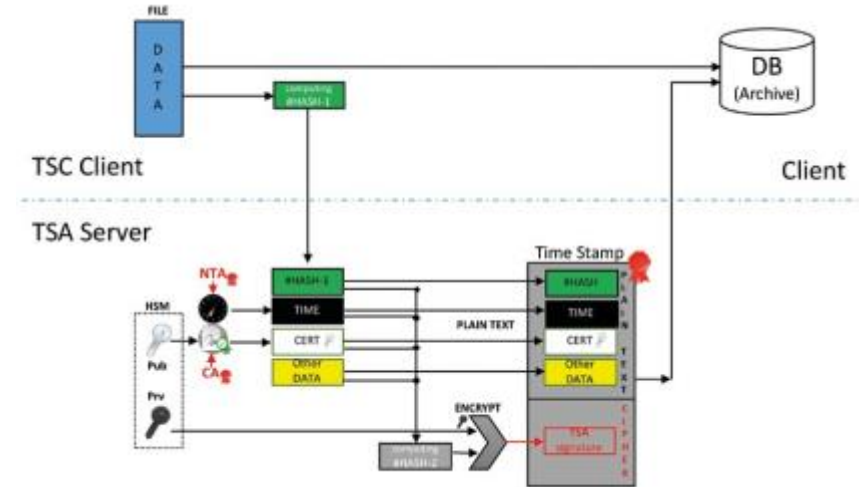 FILE
D
A
T
A
computing
#HASH-1
DB
(Archive)
TSC Client
Client
TSA Server
Time Stamp
NTA
HSM
Pub
CA
Prv
#HASH-1
TIME
CERT
Other
DATA
PLAIN TEXT
ENCRYPT
computing
#HASH-2
#HASH
TIME
CERT
Other
DATA
TSA
signature
P
L
A
I
N
T
E
X
T
C
I
P
H
E
R